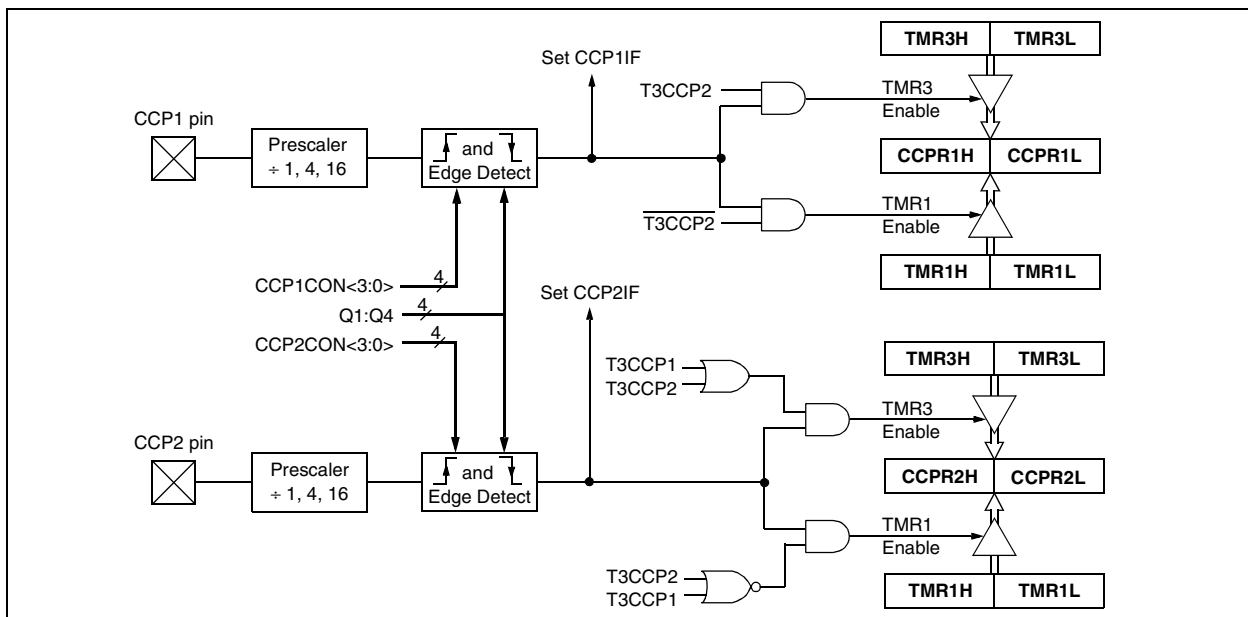 TMR3H TMR3L
Set CCP1IF
T3CCP2
TMR3
Enable
CCP1 pin
Prescaler
÷ 1, 4, 16
and
Edge Detect
CCPR1H CCPR1L
TMR1
Enable
T3CCP2
TMR1H TMR1L
CCP1CON<3:0> 4
Q1:Q4 4
CCP2CON<3:0> 4
Set CCP2IF
TMR3H TMR3L
T3CCP1
T3CCP2
TMR3
Enable
CCP2 pin
Prescaler
÷ 1, 4, 16
and
Edge Detect
CCPR2H CCPR2L
TMR1
Enable
T3CCP2
T3CCP1
TMR1H TMR1L